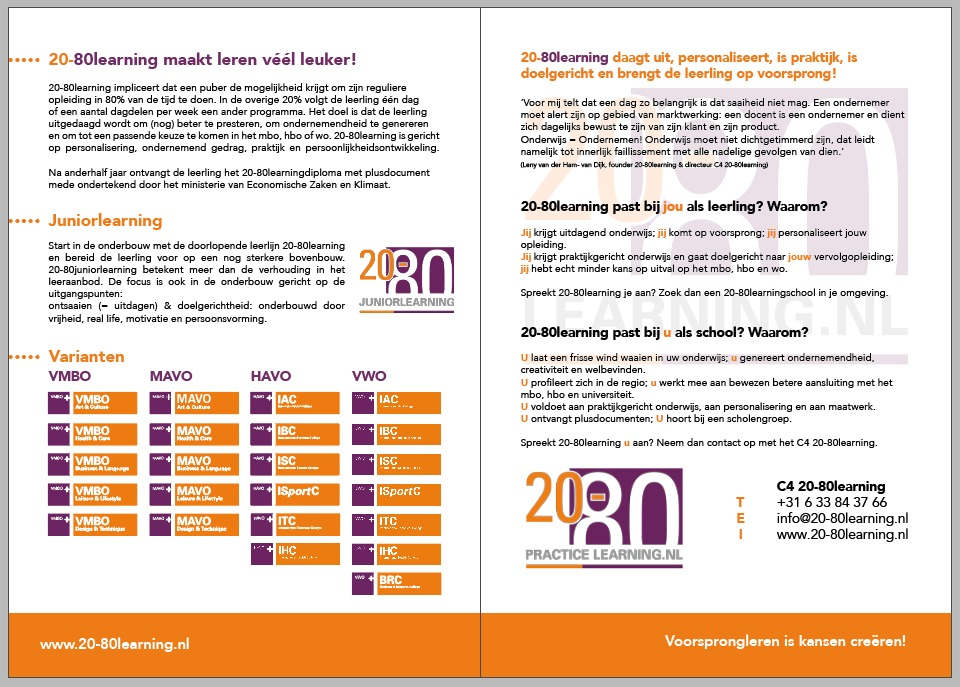 20-80learning maakt leren véél leuker!
20-80learning impliceert dat een puber de mogelijkheid krijgt om zijn reguliere
opleiding in 80% van de tijd te doen. In de overige 20% volgt de leerling één dag
of een aantal dagdelen per week een ander programma. Het doel is dat de leerling
uitgedaagd wordt om (nog) beter te presteren, om ondernemendheid te genereren
en om tot een passende keuze te komen in het mbo, hbo of wo. 20-80learning is gericht
op personalisering, ondernemend gedrag, praktijk en persoonlijkheidsontwikkeling.
Na anderhalf jaar ontvangt de leerling het 20-80learningdiploma met plusdocument
mede ondertekend door het ministerie van Economische Zaken en Klimaat.
Juniorlearning
Start in de onderbouw met de doorlopende leerlijn 20-80learning
en bereid de leerling voor op een nog sterkere bovenbouw.
20-80juniorlearning betekent meer dan de verhouding in het
leeraanbod. De focus is ook in de onderbouw gericht op de
uitgangspunten:
ontsaaien (= uitdagen) & doelgerichtheid: onderbouwd door
vrijheid, real life, motivatie en persoonsvorming.
20-80
JUNIORLEARNING
Varianten
VMBO MAVO HAVO VWO
VMBO + VMBO Art & Culture MAVO + MAVO Art & Culture HAVO + IAC VWO + IAC
VMBO + VMBO Health & Care MAVO + MAVO Health & Care HAVO + IBC VWO + IBC
VMBO + VMBO Business & Language MAVO + MAVO Business & Language HAVO + ISC VWO + ISC
VMBO + VMBO Leisure & Lifestyle MAVO + MAVO Leisure & Lifestyle HAVO + ISportC VWO + ISportC
VMBO + VMBO Design & Technique MAVO + MAVO Design & Technique HAVO + ITC VWO + ITC
HAVO + IHC VWO + IHC
VWO + BRC
www.20-80learning.nl
20-80learning daagt uit, personaliseert, is praktijk, is
doelgericht en brengt de leerling op voorsprong!
'Voor mij telt dat een dag zo belangrijk is dat saaiheid niet mag. Een ondernemer
moet alert zijn op gebied van marktwerking: een docent is een ondernemer en dient
zich dagelijks bewust te zijn van zijn klant en zijn product.
Onderwijs = Ondernemen! Onderwijs moet niet dichtgetimmerd zijn, dat leidt
namelijk tot innerlijk faillissement met alle nadelige gevolgen van dien.'
(Leny van der Ham- van Dijk, founder 20-80learning & directeur C4 20-80learning)
20-80
LEARNING.NL
20-80learning past bij jou als leerling? Waarom?
Jij krijgt uitdagend onderwijs; jij komt op voorsprong; jij personaliseert jouw
opleiding.
Jij krijgt praktijkgericht onderwijs en gaat doelgericht naar jouw vervolgopleiding;
jij hebt echt minder kans op uitval op het mbo, hbo en wo.
Spreekt 20-80learning je aan? Zoek dan een 20-80learningschool in je omgeving.
20-80learning past bij u als school? Waarom?
U laat een frisse wind waaien in uw onderwijs; u genereert ondernemendheid,
creativiteit en welbevinden.
U profileert zich in de regio; u werkt mee aan bewezen betere aansluiting met het
mbo, hbo en universiteit.
U voldoet aan praktijkgericht onderwijs, aan personalisering en aan maatwerk.
U ontvangt plusdocumenten; U hoort bij een scholengroep.
Spreekt 20-80learning u aan? Neem dan contact op met het C4 20-80learning.
20-80
PRACTICE LEARNING.NL
C4 20-80learning
T +31 6 33 84 37 66
E info@20-80learning.nl
I www.20-80learning.nl
Voorsprongleren is kansen creëren!